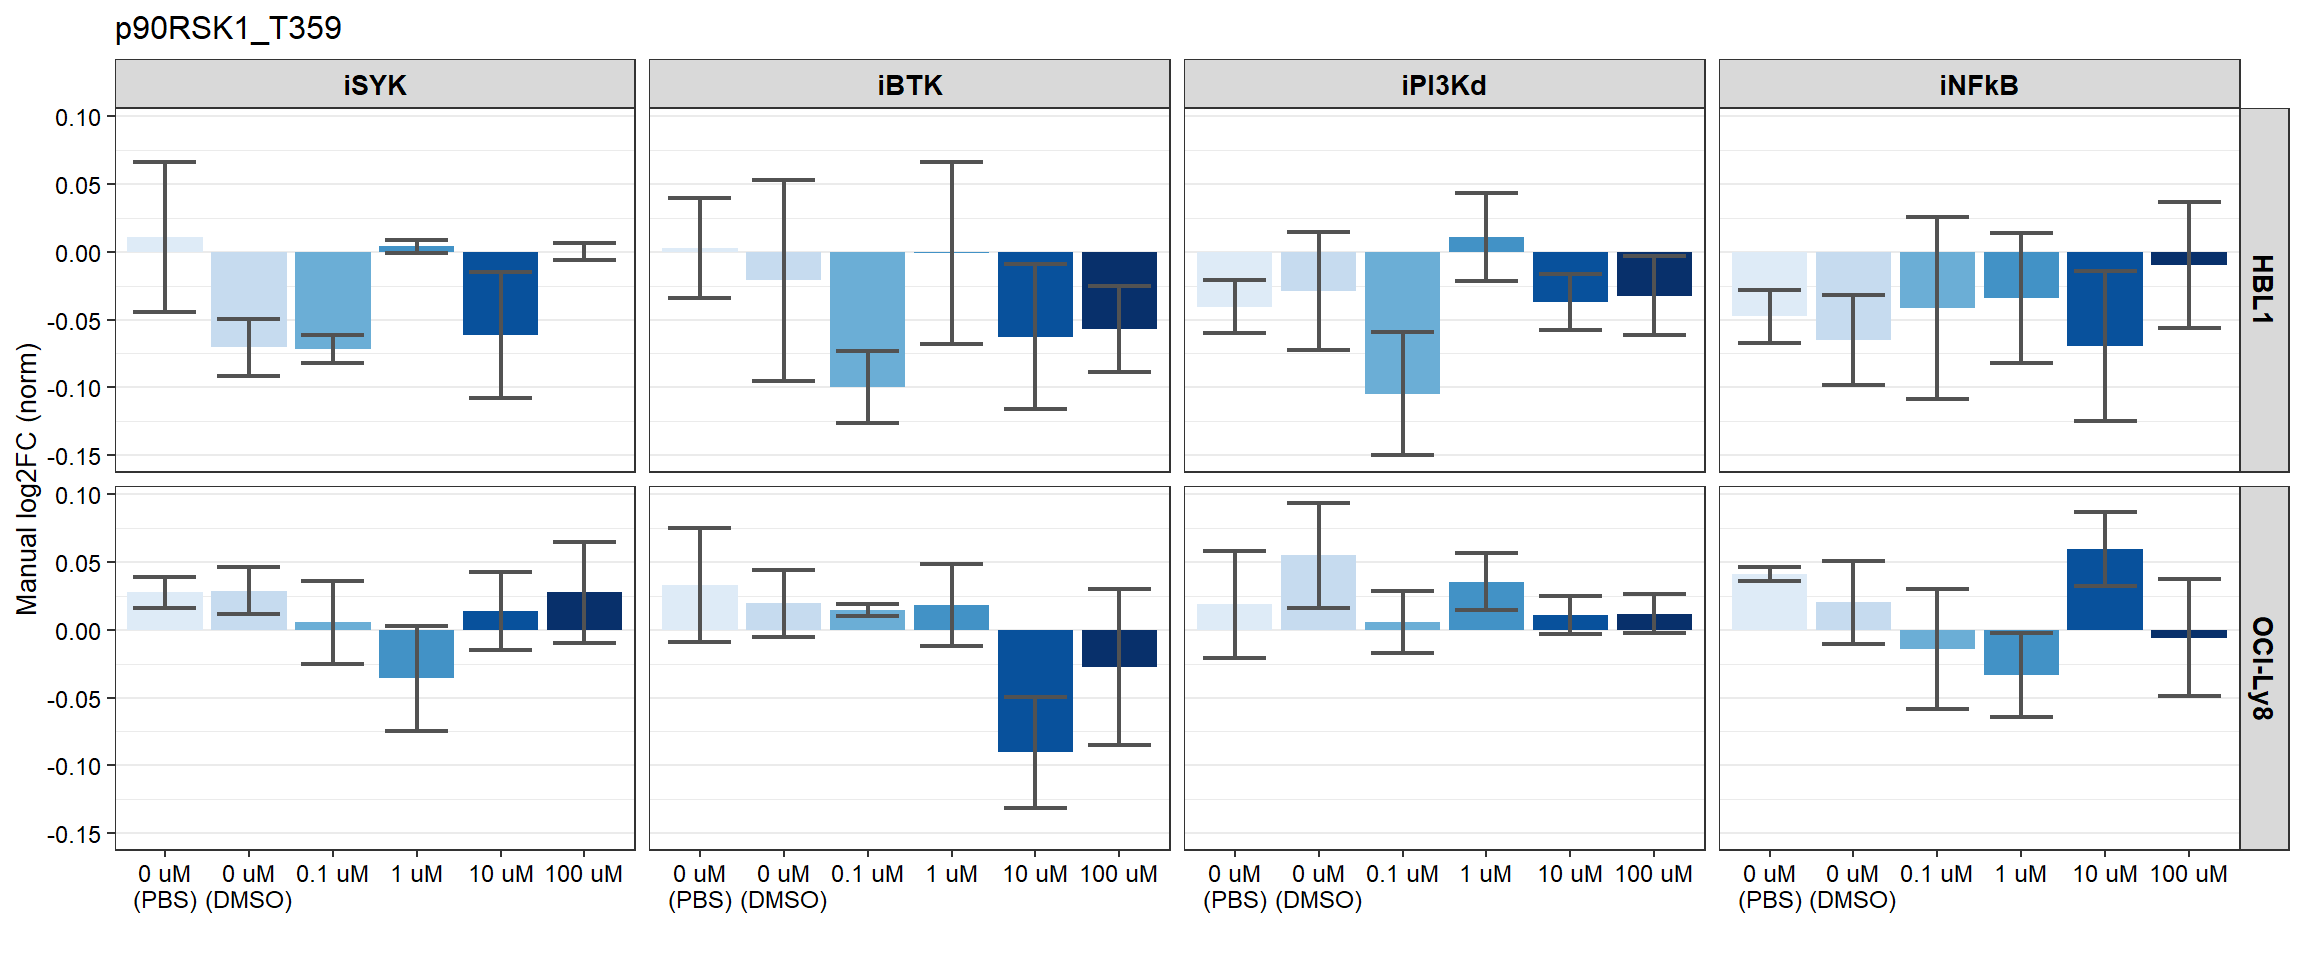 p90RSK1_T359
iSYK
iBTK
iPI3Kd
iNFkB
Manual log2FC (norm)
0.10
0.05
0.00
-0.05
-0.10
-0.15
HBL1
0.10
0.05
0.00
-0.05
-0.10
-0.15
OCI-Ly8
0 uM (PBS)
0 uM (DMSO)
0.1 uM
1 uM
10 uM
100 uM
0 uM (PBS)
0 uM (DMSO)
0.1 uM
1 uM
10 uM
100 uM
0 uM (PBS)
0 uM (DMSO)
0.1 uM
1 uM
10 uM
100 uM
0 uM (PBS)
0 uM (DMSO)
0.1 uM
1 uM
10 uM
100 uM